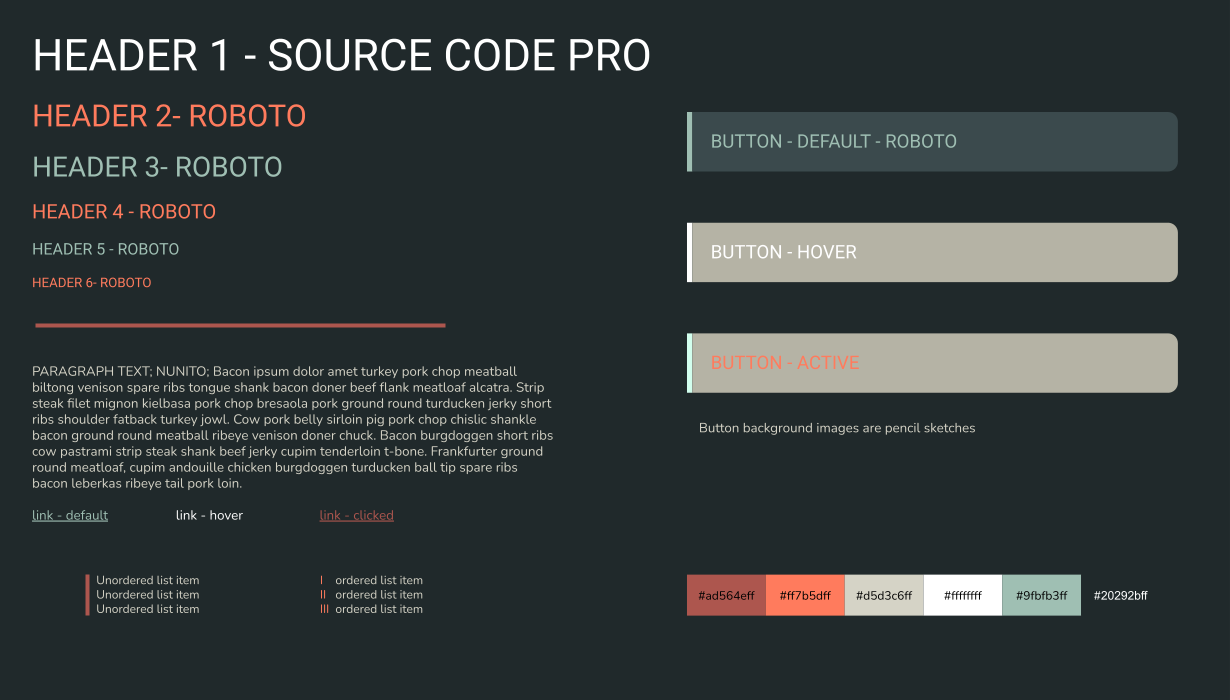 HEADER 1 - SOURCE CODE PRO
HEADER 2- ROBOTO
HEADER 3- ROBOTO
HEADER 4 - ROBOTO
HEADER 5 - ROBOTO
HEADER 6- ROBOTO
PARAGRAPH TEXT; NUNITO; Bacon ipsum dolor amet turkey pork chop meatball
biltong venison spare ribs tongue shank bacon doner beef flank meatloaf alcatra. Strip
steak filet mignon kielbasa pork chop bresaola pork ground round turducken jerky short
ribs shoulder fatback turkey jowl. Cow pork belly sirloin pig pork chop chislic shankle
bacon ground round meatball ribeye venison doner chuck. Bacon burgdoggen short ribs
cow pastrami strip steak shank beef jerky cupim tenderloin t-bone. Frankfurter ground
round meatloaf, cupim andouille chicken burgdoggen turducken ball tip spare ribs
bacon leberkas ribeye tail pork loin.
link - default
link - hover
link - clicked
Unordered list item
Unordered list item
Unordered list item
I ordered list item
II ordered list item
III ordered list item
BUTTON - DEFAULT - ROBOTO
BUTTON - HOVER
BUTTON - ACTIVE
Button background images are pencil sketches
#ad564eff
#ff7b5dff
#d5d3c6ff
#ffffffff
#9fbfb3ff
#20292bff